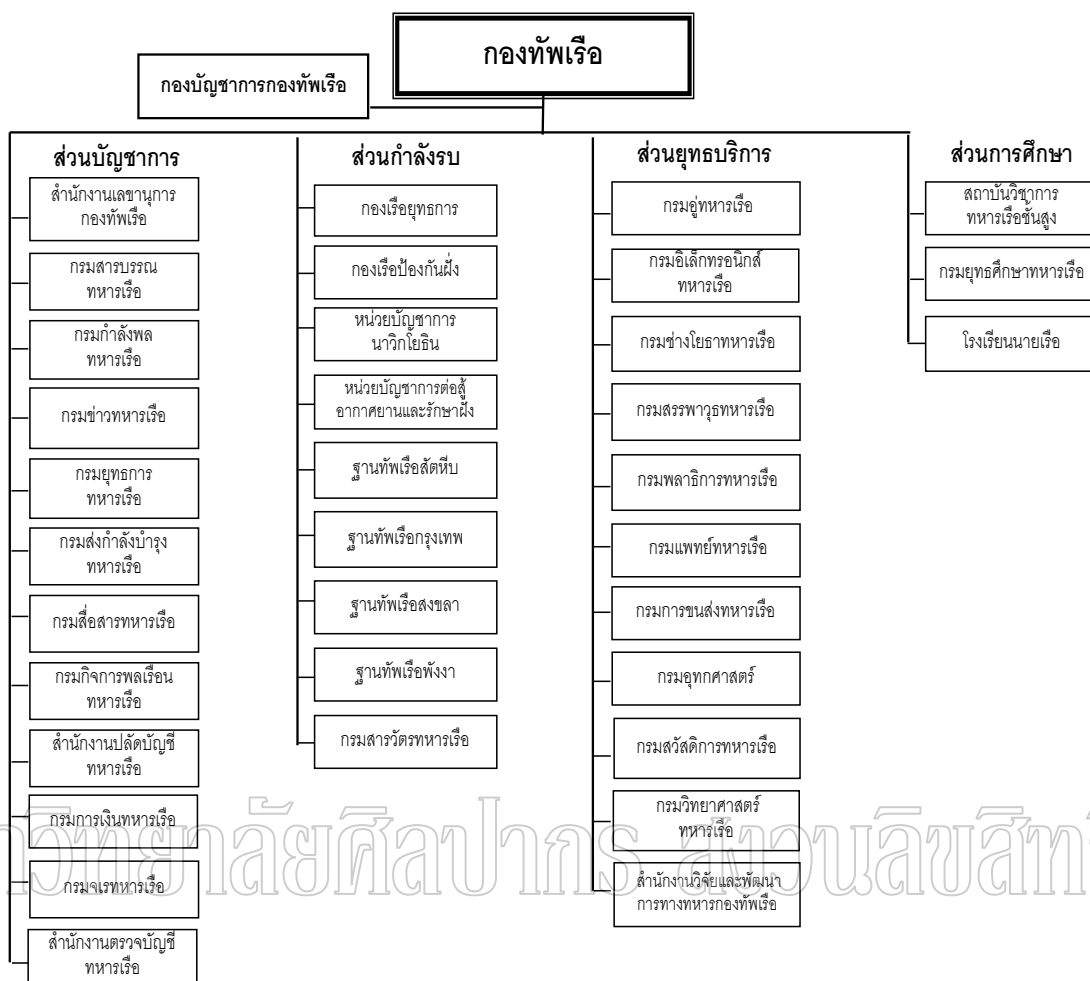 กองทัพเรือ
กองบัญชาการกองทัพเรือ
ส่วนบัญชาการ
สำนักงานเลขานุการ
กองทัพเรือ
กรมสารบรรณ
ทหารเรือ
กรมกำลังพล
ทหารเรือ
กรมข่าวทหารเรือ
กรมยุทธการ
ทหารเรือ
กรมส่งกำลังบำรุง
ทหารเรือ
กรมสื่อสารทหารเรือ
กรมกิจการพลเรือน
ทหารเรือ
สำนักงานปลัดบัญชี
ทหารเรือ
กรมการเงินทหารเรือ
กรมจเรทหารเรือ
สำนักงานตรวจบัญชี
ทหารเรือ
ส่วนกำลังรบ
กองเรือยุทธการ
กองเรือป้องกันฝั่ง
หน่วยบัญชาการ
นาวิกโยธิน
หน่วยบัญชาการต่อสู้
อากาศยานและรักษาฝั่ง
ฐานทัพเรือสัตหีบ
ฐานทัพเรือกรุงเทพ
ฐานทัพเรือสงขลา
ฐานทัพเรือพังงา
กรมสารวัตรทหารเรือ
ส่วนยุทธบริการ
กรมอู่ทหารเรือ
กรมอิเล็กทรอนิกส์
ทหารเรือ
กรมช่างโยธาทหารเรือ
กรมสรรพาวุธทหารเรือ
กรมพลาธิการทหารเรือ
กรมแพทย์ทหารเรือ
กรมการขนส่งทหารเรือ
กรมอุทกศาสตร์
กรมสวัสดิการทหารเรือ
กรมวิทยาศาสตร์
ทหารเรือ
สำนักงานวิจัยและพัฒนา
การทางทหารกองทัพเรือ
ส่วนการศึกษา
สถาบันวิชาการ
ทหารเรือชั้นสูง
กรมยุทธศึกษาทหารเรือ
โรงเรียนนายเรือ
วิทยาลัยศิลปากร